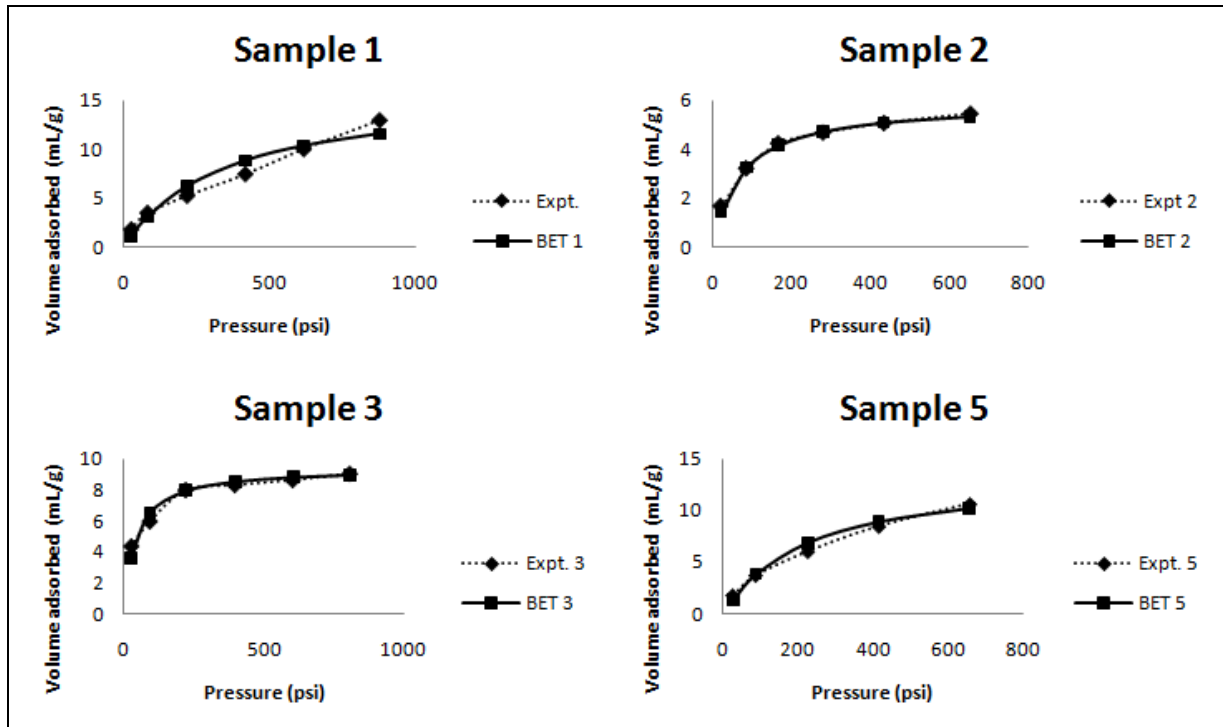 Sample 1
Volume adsorbed (mL/g)
15
10
5
0
0
500
1000
Pressure (psi)
Expt.
BET 1
Sample 2
Volume adsorbed (mL/g)
6
4
2
0
0
200
400
600
800
Pressure (psi)
Expt 2
BET 2
Sample 3
Volume adsorbed (mL/g)
10
8
6
4
2
0
0
500
1000
Pressure (psi)
Expt. 3
BET 3
Sample 5
Volume adsorbed (mL/g)
15
10
5
0
0
200
400
600
800
Pressure (psi)
Expt. 5
BET 5